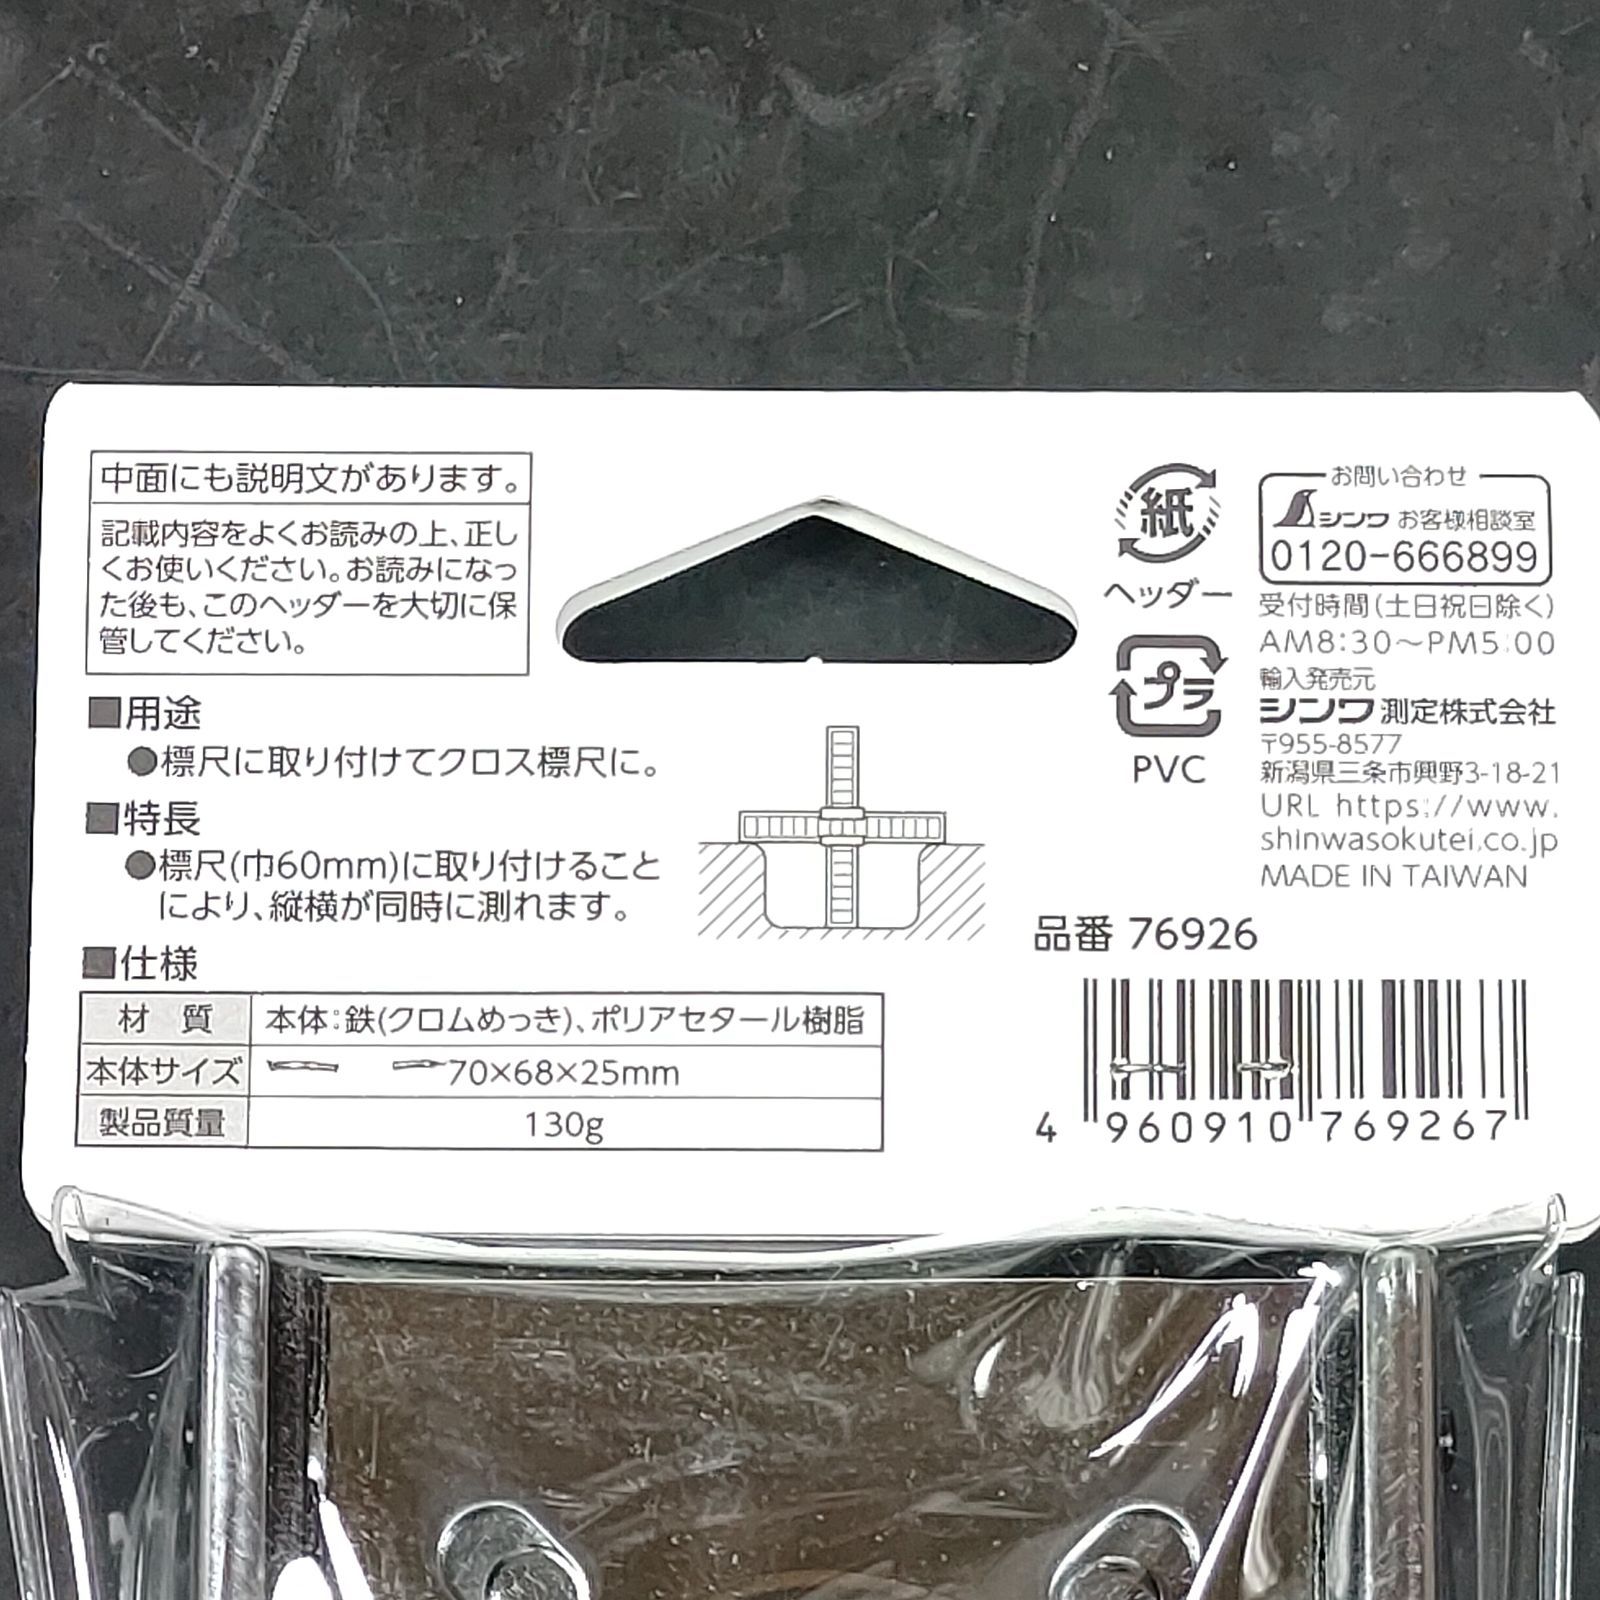 中面にも説明文があります。
記載内容をよくお読みの上、正し
くお使いください。お読みになっ
た後も、このヘッダーを大切に保
管してください。
■用途
●標尺に取り付けてクロス標尺に。
■特長
●標尺(巾60mm)に取り付けること
により、縦横が同時に測れます。
■仕様
材 質 本体:鉄(クロムめっき)、ポリアセタール樹脂
本体サイズ 70×68×25mm
製品質量 130g
紙
ヘッダー
プラ
PVC
お問い合わせ
シンワ お客様相談室
0120-666899
受付時間(土日祝日除く)
AM8:30～PM5:00
輸入発売元
シンワ測定株式会社
〒955-8577
新潟県三条市興野3-18-21
URL https://www.
shinwasokutei.co.jp
MADE IN TAIWAN
品番 76926
4 960910 769267